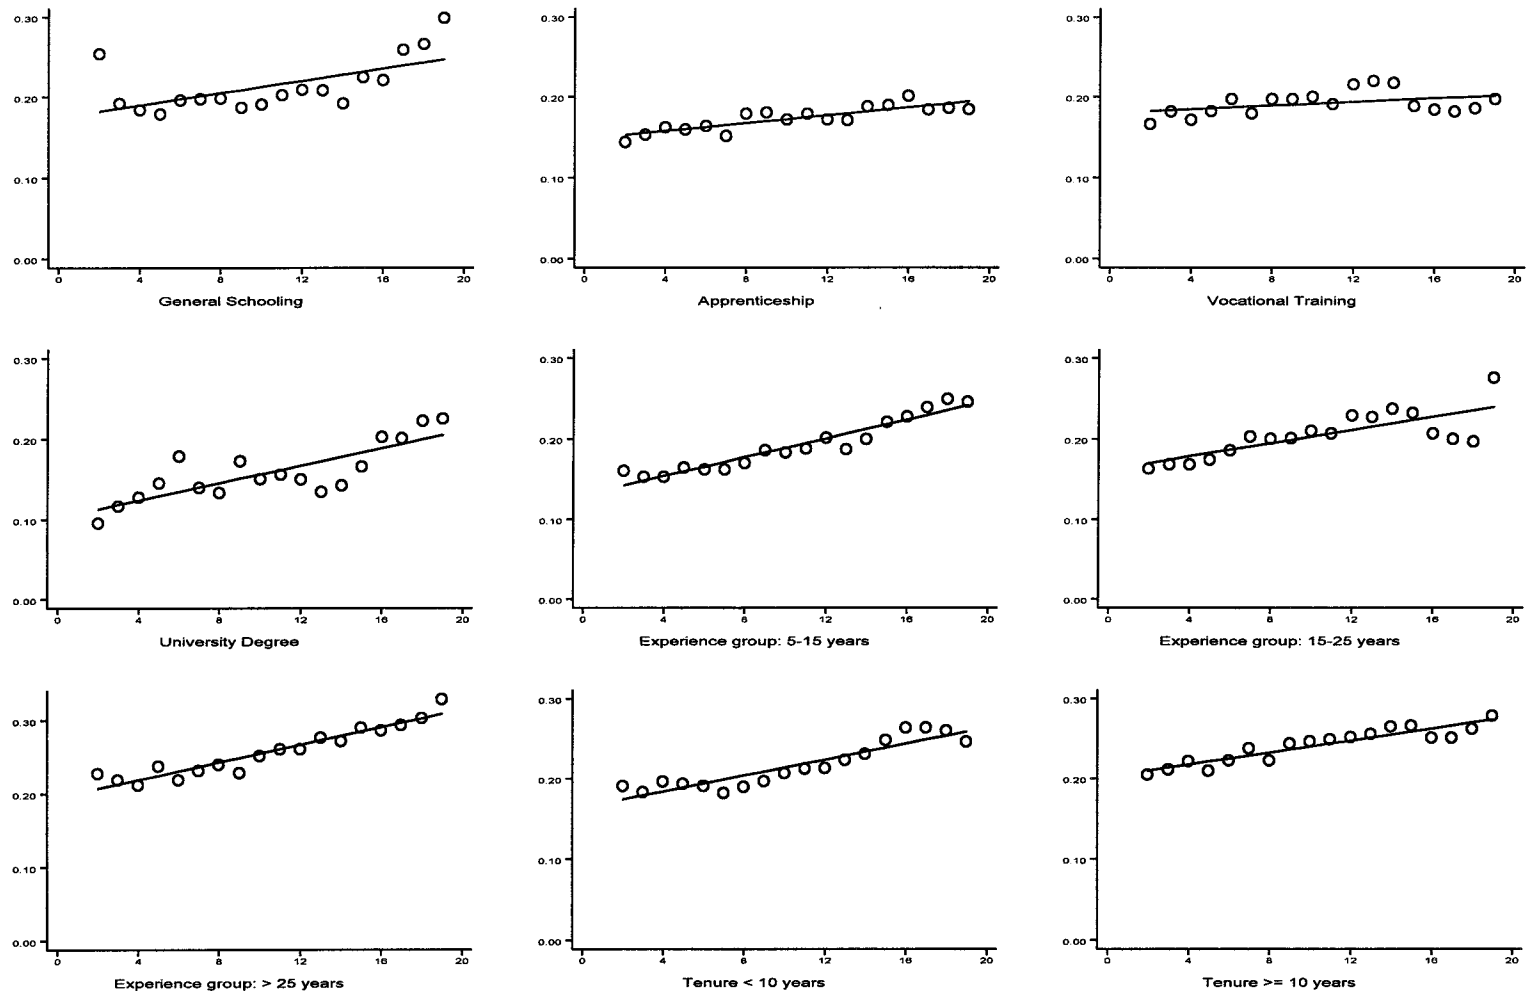 0.30 0.20 0.10 0.00
0 4 8 12 16 20
General Schooling
0.30 0.20 0.10 0.00
0 4 8 12 16 20
Apprenticeship
0.30 0.20 0.10 0.00
0 4 8 12 16 20
Vocational Training
0.30 0.20 0.10 0.00
0 4 8 12 16 20
University Degree
0.30 0.20 0.10 0.00
0 4 8 12 16 20
Experience group: 5-15 years
0.30 0.20 0.10 0.00
0 4 8 12 16 20
Experience group: 15-25 years
0.30 0.20 0.10 0.00
0 4 8 12 16 20
Experience group: > 25 years
0.30 0.20 0.10 0.00
0 4 8 12 16 20
Tenure < 10 years
0.30 0.20 0.10 0.00
0 4 8 12 16 20
Tenure >= 10 years